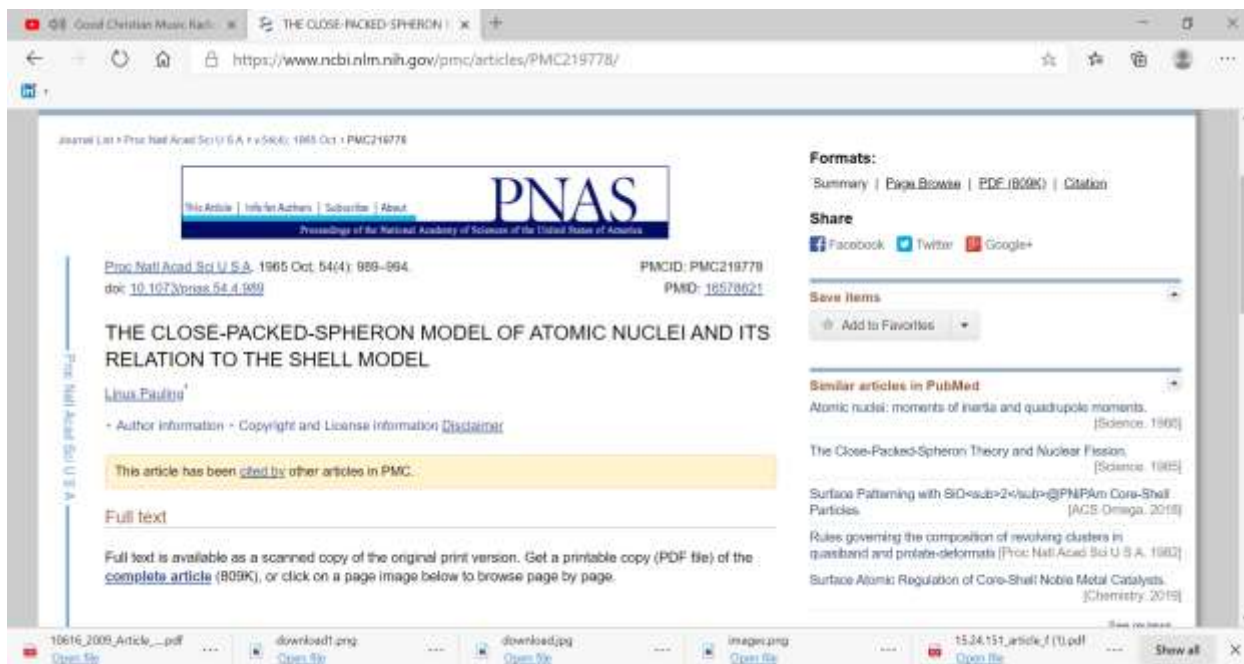 Good Christian Music Radi
THE CLOSE-PACKED-SPHERON
https://www.ncbi.nlm.nih.gov/pmc/articles/PMC219778/
Journal List > Proc Natl Acad Sci U S A > v.54(4); 1965 Oct > PMC219778
This Article | Info for Authors | Subscribe | About
PNAS
Proceedings of the National Academy of Sciences of the United States of America
Proc Natl Acad Sci U S A
Proc Natl Acad Sci U S A. 1965 Oct; 54(4): 989–994.
PMCID: PMC219778
doi: 10.1073/pnas.54.4.989
PMID: 16578621
THE CLOSE-PACKED-SPHERON MODEL OF ATOMIC NUCLEI AND ITS
RELATION TO THE SHELL MODEL
Linus Pauling*
Author information Copyright and License information Disclaimer
This article has been cited by other articles in PMC.
Full text
Full text is available as a scanned copy of the original print version. Get a printable copy (PDF file) of the
complete article (809K), or click on a page image below to browse page by page.
Formats:
Summary | Page Browse | PDF (809K) | Citation
Share
Facebook Twitter Google+
Save items
Add to Favorites
Similar articles in PubMed
Atomic nuclei: moments of inertia and quadrupole moments.
[Science. 1965]
The Close-Packed-Spheron Theory and Nuclear Fission.
[Science. 1965]
Surface Patterning with SiO<sub>2</sub>@PNiPAm Core-Shell
Particles. [ACS Omega. 2018]
Rules governing the composition of revolving clusters in
quasiband and prolate-deformati [Proc Natl Acad Sci U S A. 1982]
Surface Atomic Regulation of Core-Shell Noble Metal Catalysts.
[Chemistry. 2019]
See reviews
10616_2009_Article_....pdf
Open file
download1.png
Open file
download.jpg
Open file
images.png
Open file
15.24.151_article_f (1).pdf
Open file
Show all